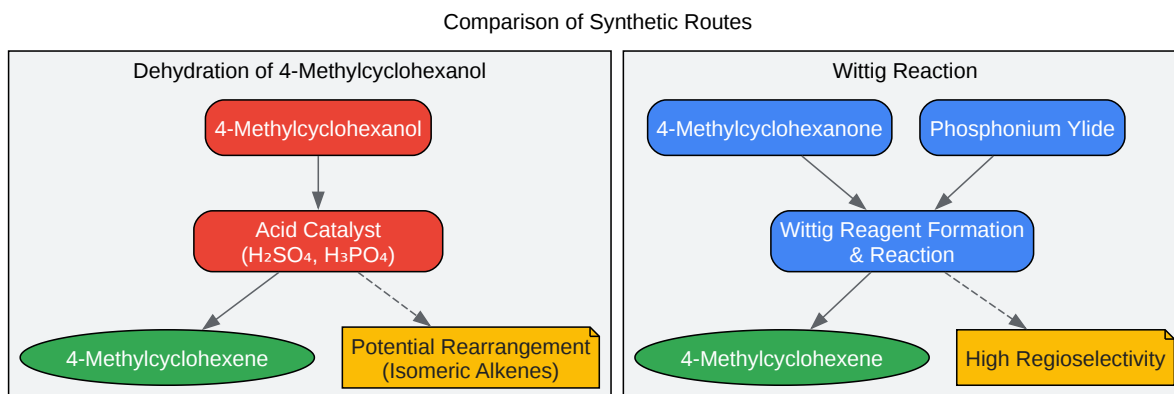 Comparison of Synthetic Routes
Dehydration of 4-Methylcyclohexanol
4-Methylcyclohexanol
Acid Catalyst
(H₂SO₄, H₃PO₄)
4-Methylcyclohexene
Potential Rearrangement
(Isomeric Alkenes)
Wittig Reaction
4-Methylcyclohexanone
Phosphonium Ylide
Wittig Reagent Formation
& Reaction
4-Methylcyclohexene
High Regioselectivity